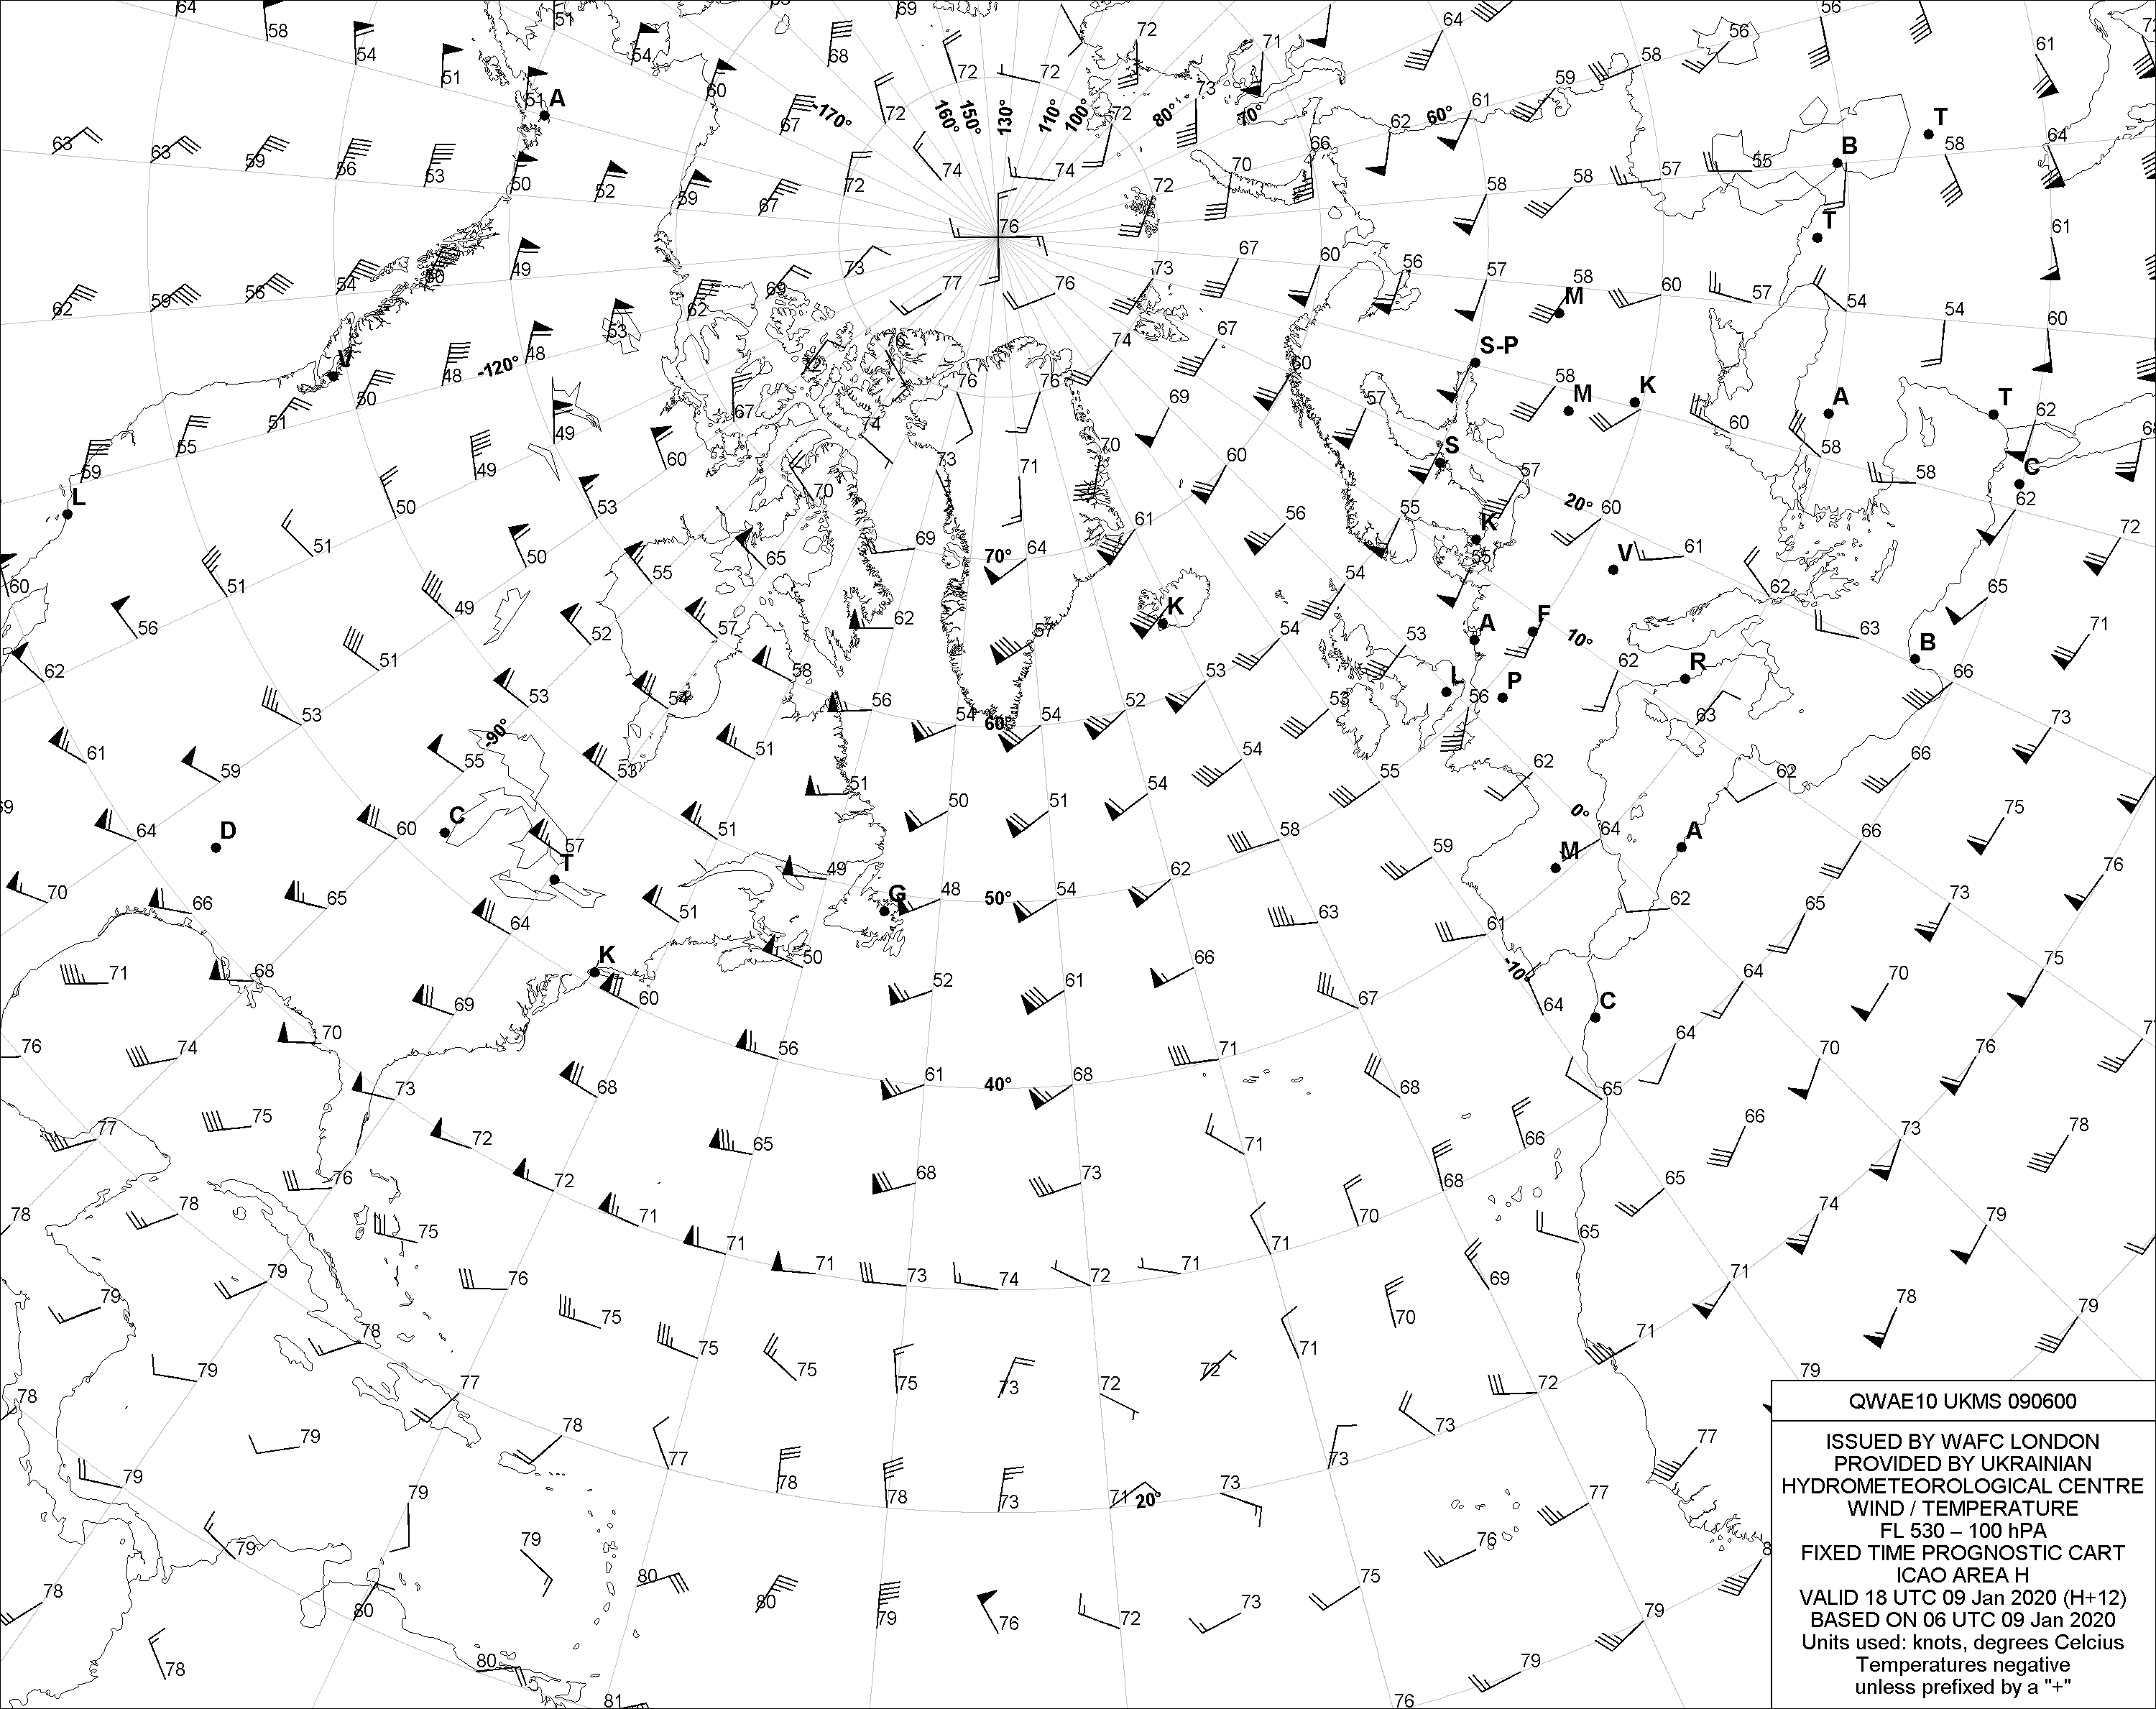 64 58 54 51 51 54 69 68 72 72 72 71 64 58 56 56 61
51 A 60 67 -170° 72 160° 150° 130° 110° 100° 72 80° 73 70° 59 61 60° 62 T
63 63 59 56 53 50 52 59 67 72 74 74 72 70 66 58 58 57 55 B 58 64
62 59 56 54 50 49 62 69 73 77 76 76 73 67 60 56 57 58 M 60 57 T 54 54 61 60
V -120° 48 48 53 72 76 74 67 S-P
59 55 51 50 49 60 67 74 76 76 69 60 57 58 M K 60 A T 62
L 50 49 53 70 73 71 70 60 S 57 58 58 C 62
60 51 50 55 65 69 70° 64 61 56 55 20° 60 K 55 V 61 72
56 51 49 52 57 62 57 K 54 54 53 A F 10° 62 63 65 71
62 51 53 54 58 56 54 60° 54 52 53 53 L 56 P 62 R 63 B 66
61 59 53 -90° 55 53 51 51 54 55 62 62 66 73
64 D 60 C 57 T 51 49 50 51 54 58 59 0° 64 M A 66 75
70 66 65 64 51 G 48 50° 54 62 63 61 62 65 73 76
71 68 K 60 50 52 61 66 67 -10 64 C 64 70 75
76 74 70 69 56 61 40° 68 71 68 65 64 70 76
77 75 73 72 68 65 68 73 71 66 68 66 73 78
78 78 76 75 72 71 71 71 73 74 72 71 71 70 65 65 74 79
79 79 78 76 75 75 75 75 73 72 72 71 70 69 71 72 71 78 79 79
78 79 77 79 78 77 78 78 73 71 20° 73 73 73 77 77
79 79 79 79 80 80 80 79 76 72 73 75 76 79
78 78 80 81 76 79
QWAE10 UKMS 090600
ISSUED BY WAFC LONDON
PROVIDED BY UKRAINIAN
HYDROMETEOROLOGICAL CENTRE
WIND / TEMPERATURE
FL 530 – 100 hPA
FIXED TIME PROGNOSTIC CART
ICAO AREA H
VALID 18 UTC 09 Jan 2020 (H+12)
BASED ON 06 UTC 09 Jan 2020
Units used: knots, degrees Celcius
Temperatures negative
unless prefixed by a "+"